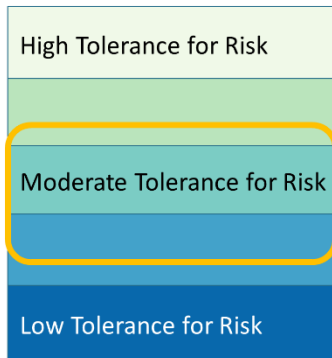 High Tolerance for Risk
Moderate Tolerance for Risk
Low Tolerance for Risk